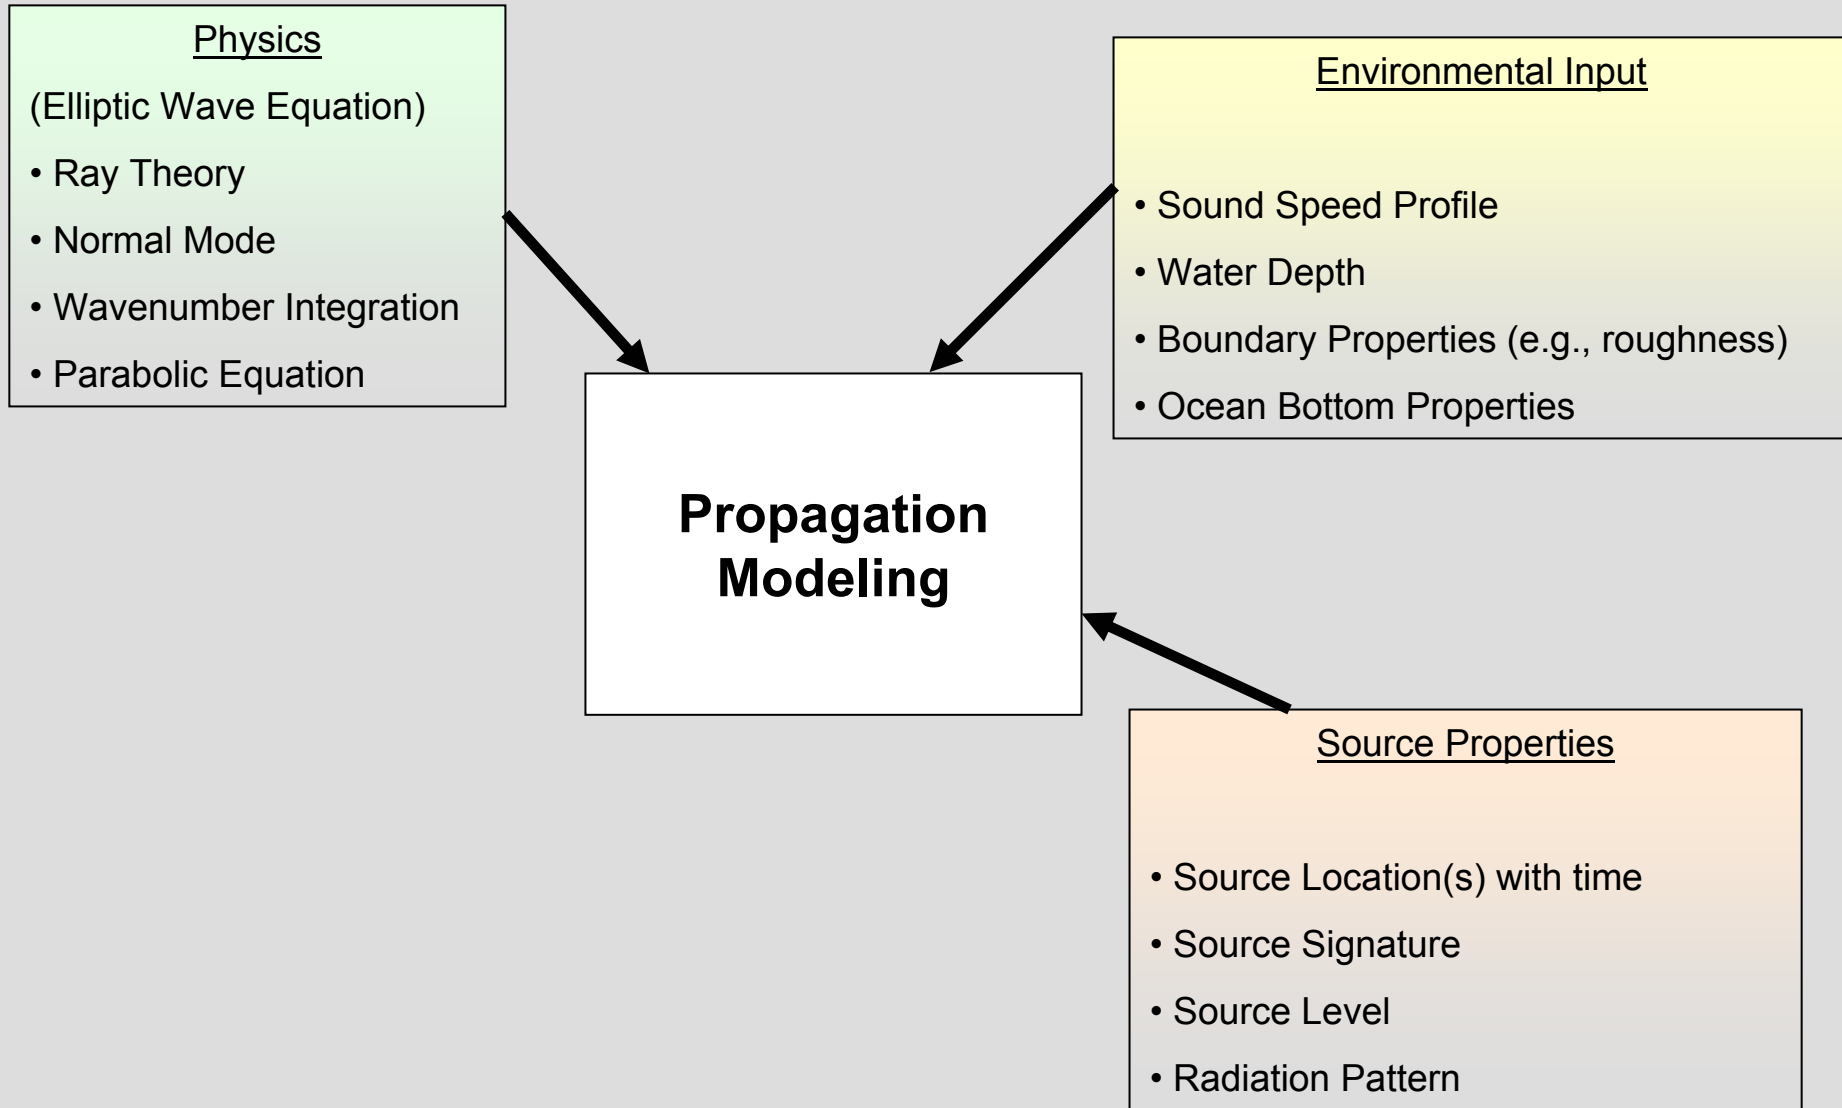 Physics
(Elliptic Wave Equation)
• Ray Theory
• Normal Mode
• Wavenumber Integration
• Parabolic Equation
Environmental Input
• Sound Speed Profile
• Water Depth
• Boundary Properties (e.g., roughness)
• Ocean Bottom Properties
Propagation
Modeling
Source Properties
• Source Location(s) with time
• Source Signature
• Source Level
• Radiation Pattern